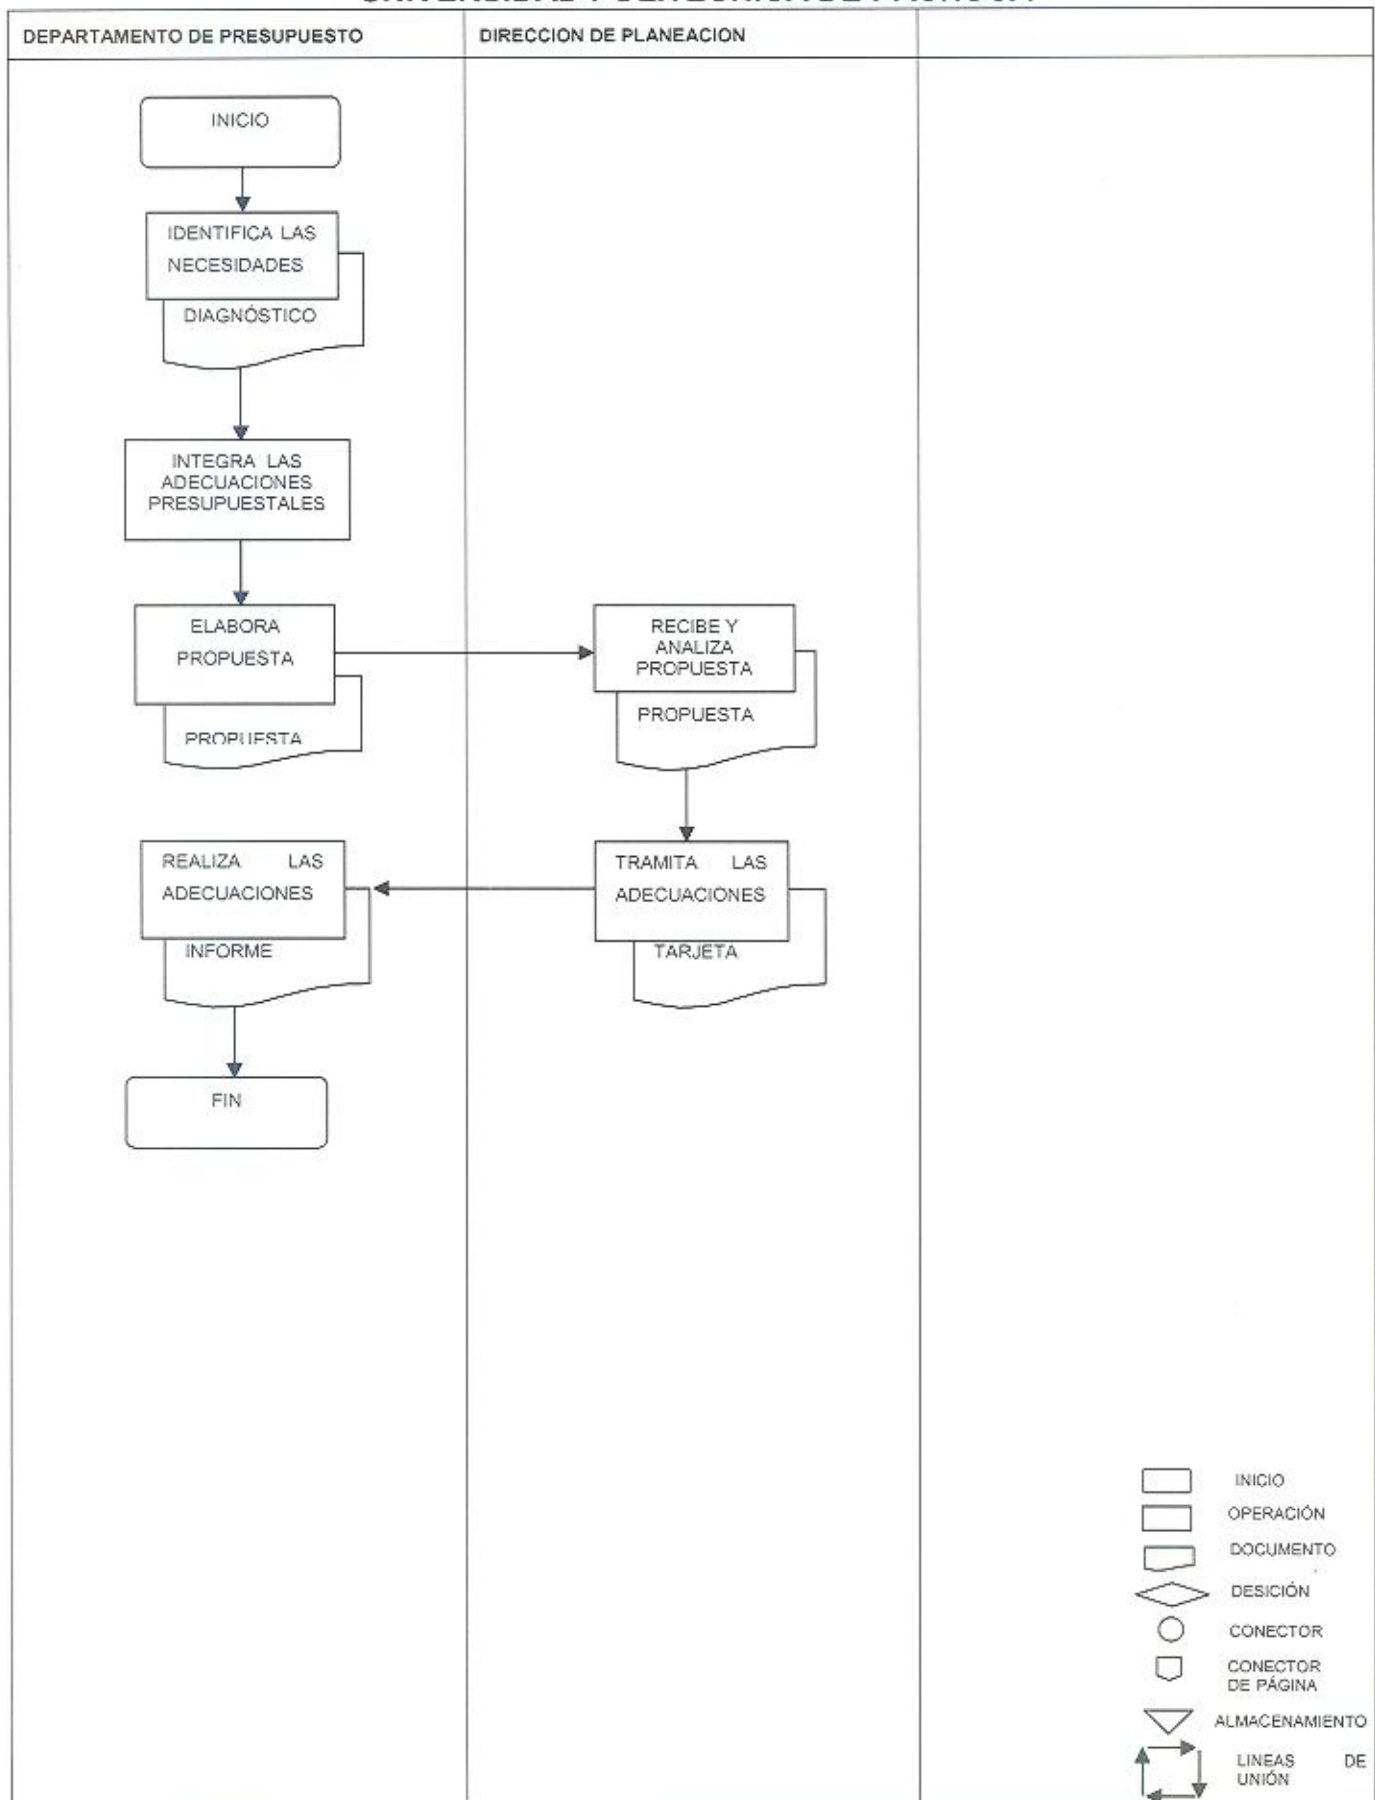 DEPARTAMENTO DE PRESUPUESTO
DIRECCION DE PLANEACION
INICIO
IDENTIFICA LAS
NECESIDADES
DIAGNÓSTICO
INTEGRA LAS
ADECUACIONES
PRESUPUESTALES
ELABORA
PROPUESTA
PROPUESTA
RECIBE Y
ANALIZA
PROPUESTA
PROPUESTA
REALIZA LAS
ADECUACIONES
INFORME
TRAMITA LAS
ADECUACIONES
TARJETA
FIN
INICIO
OPERACIÓN
DOCUMENTO
DESICIÓN
CONECTOR
CONECTOR
DE PÁGINA
ALMACENAMIENTO
LINEAS DE
UNIÓN